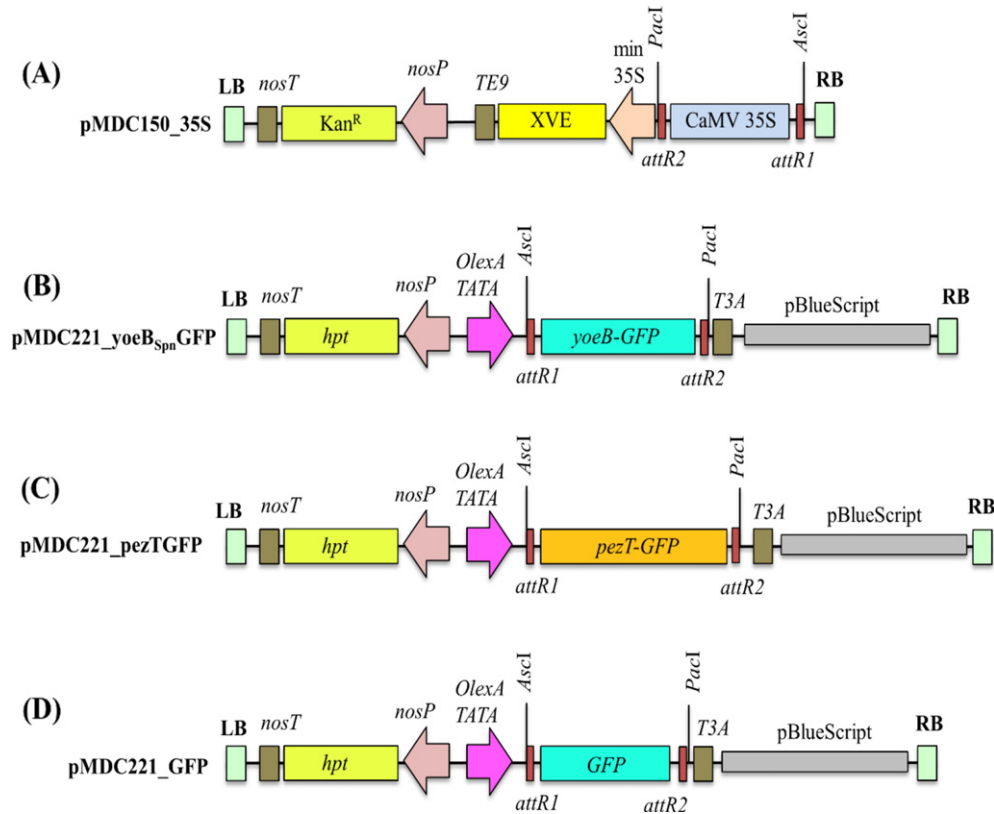 (A)
pMDC150_35S
LB
nosT
KanR
nosP
TE9
XVE
min
35S
PacI
attR2
CaMV 35S
AscI
attR1
RB
(B)
pMDC221_yoeBSpnGFP
LB
nosT
hpt
nosP
OlexA
TATA
AscI
attR1
yoeB-GFP
PacI
attR2
T3A
pBlueScript
RB
(C)
pMDC221_pezTGFP
LB
nosT
hpt
nosP
OlexA
TATA
AscI
attR1
pezT-GFP
PacI
attR2
T3A
pBlueScript
RB
(D)
pMDC221_GFP
LB
nosT
hpt
nosP
OlexA
TATA
AscI
attR1
GFP
PacI
attR2
T3A
pBlueScript
RB